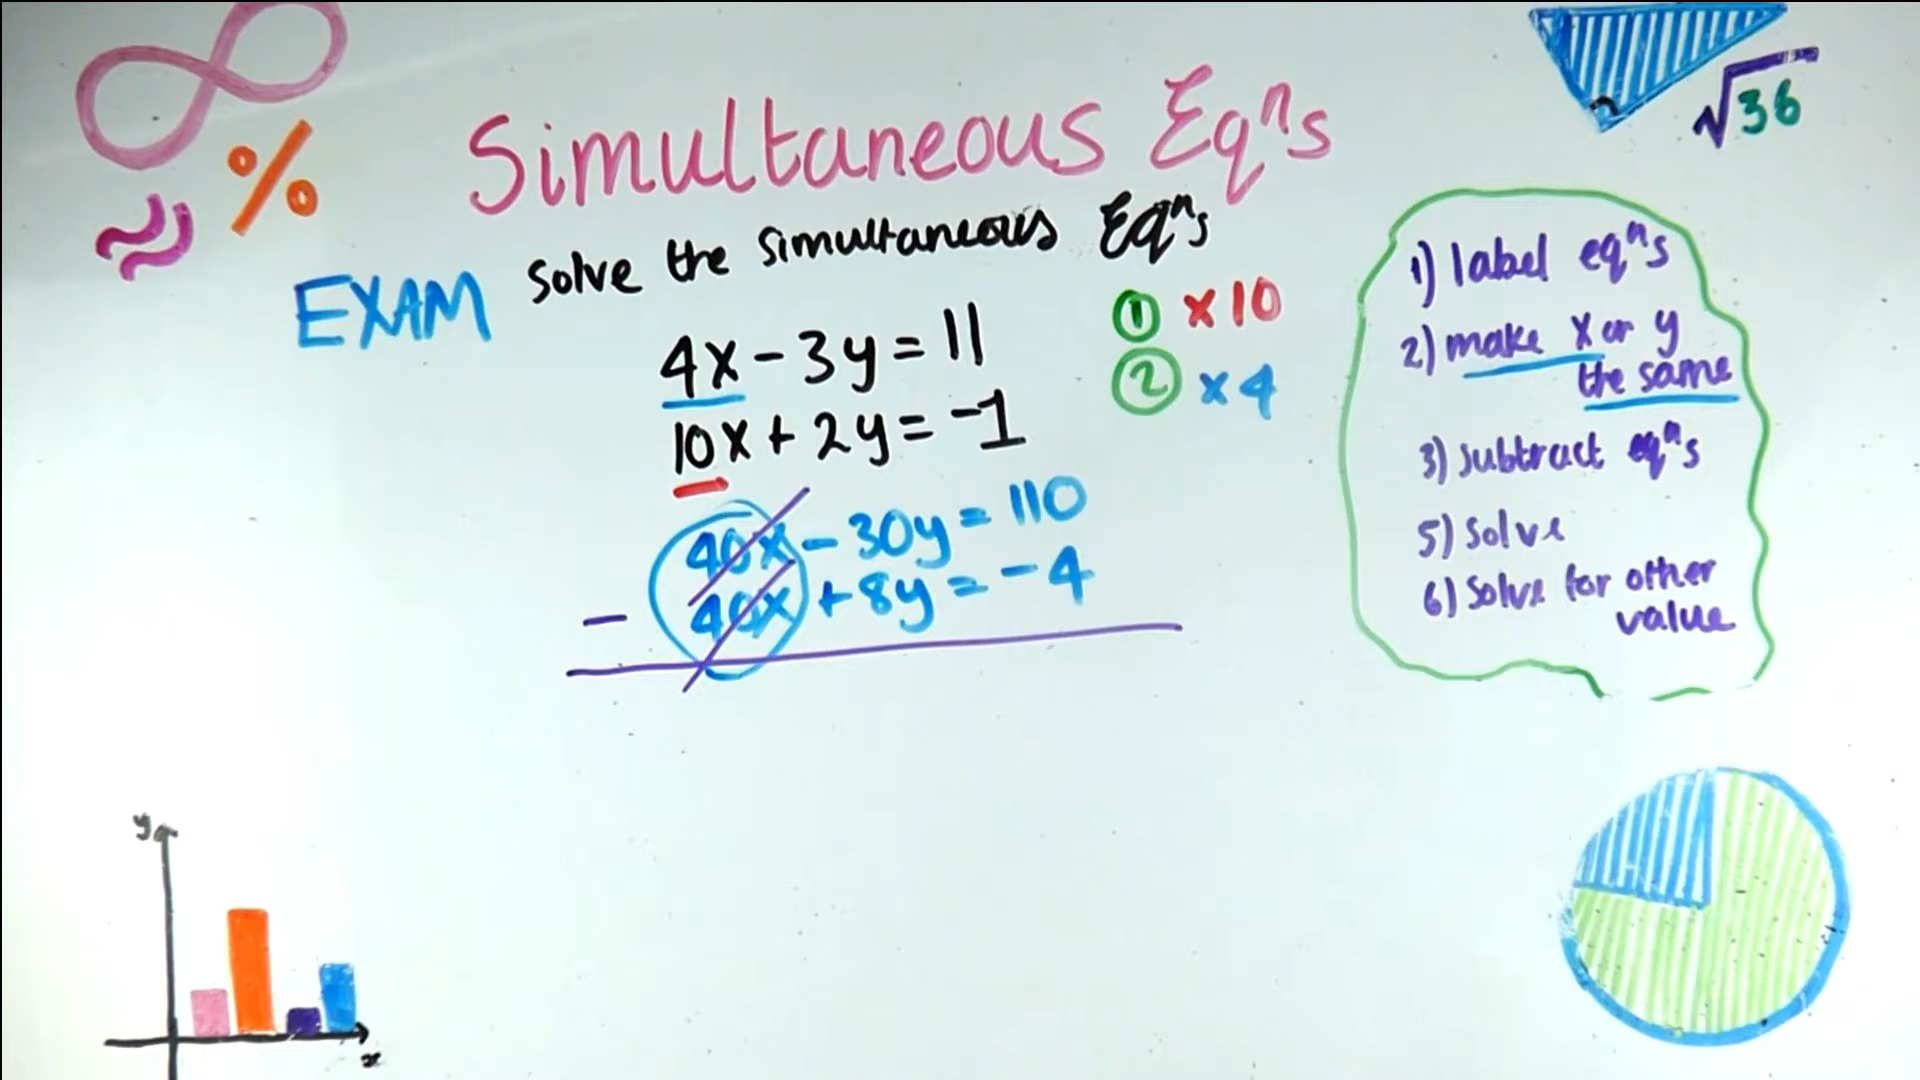 Simultaneous Eqⁿs
√36
%
EXAM
Solve the simultaneous Eqⁿs
4x - 3y = 11
10x + 2y = -1
① × 10
② × 4
40x - 30y = 110
- 40x + 8y = -4
1) label eqⁿs
2) make x or y
the same
3) subtract eqⁿs
5) solve
6) solve for other
value
y
x